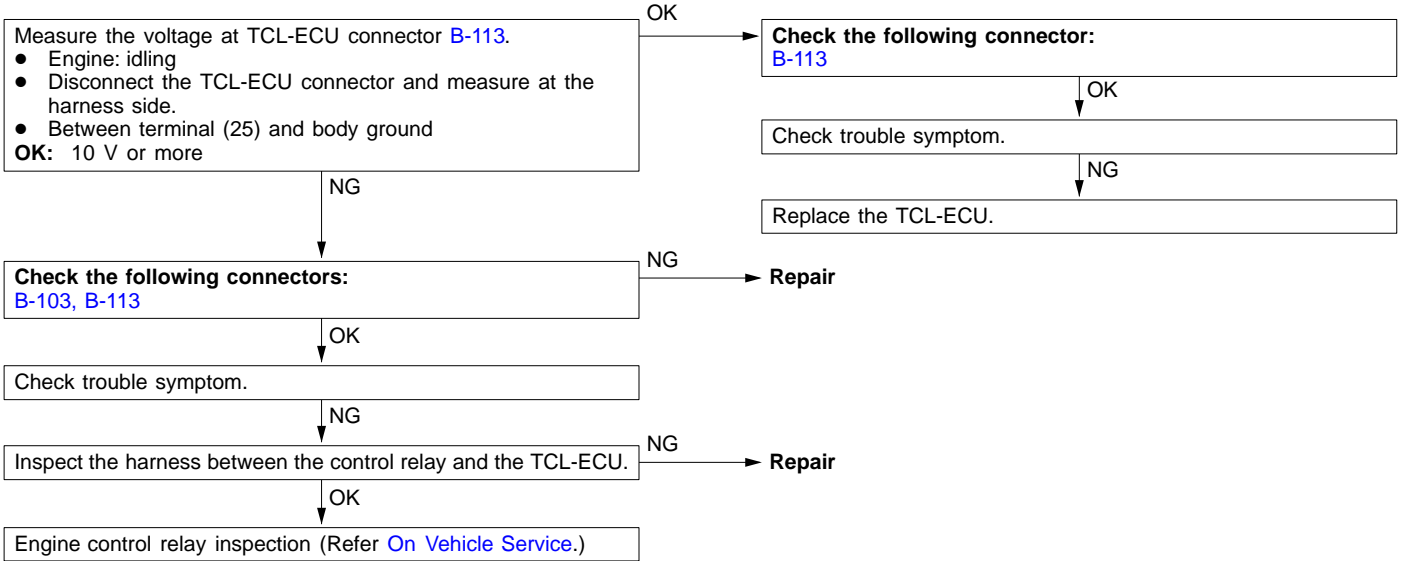 Measure the voltage at TCL-ECU connector B-113.
● Engine: idling
● Disconnect the TCL-ECU connector and measure at the
harness side.
● Between terminal (25) and body ground
OK: 10 V or more
OK
Check the following connector:
B-113
OK
Check trouble symptom.
NG
Replace the TCL-ECU.
NG
Check the following connectors:
B-103, B-113
NG
Repair
OK
Check trouble symptom.
NG
Inspect the harness between the control relay and the TCL-ECU.
NG
Repair
OK
Engine control relay inspection (Refer On Vehicle Service.)